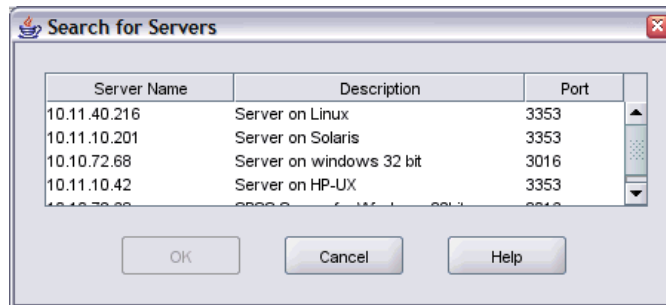 Search for Servers
Server Name Description Port
10.11.40.216 Server on Linux 3353
10.11.10.201 Server on Solaris 3353
10.10.72.68 Server on windows 32 bit 3016
10.11.10.42 Server on HP-UX 3353
OK Cancel Help